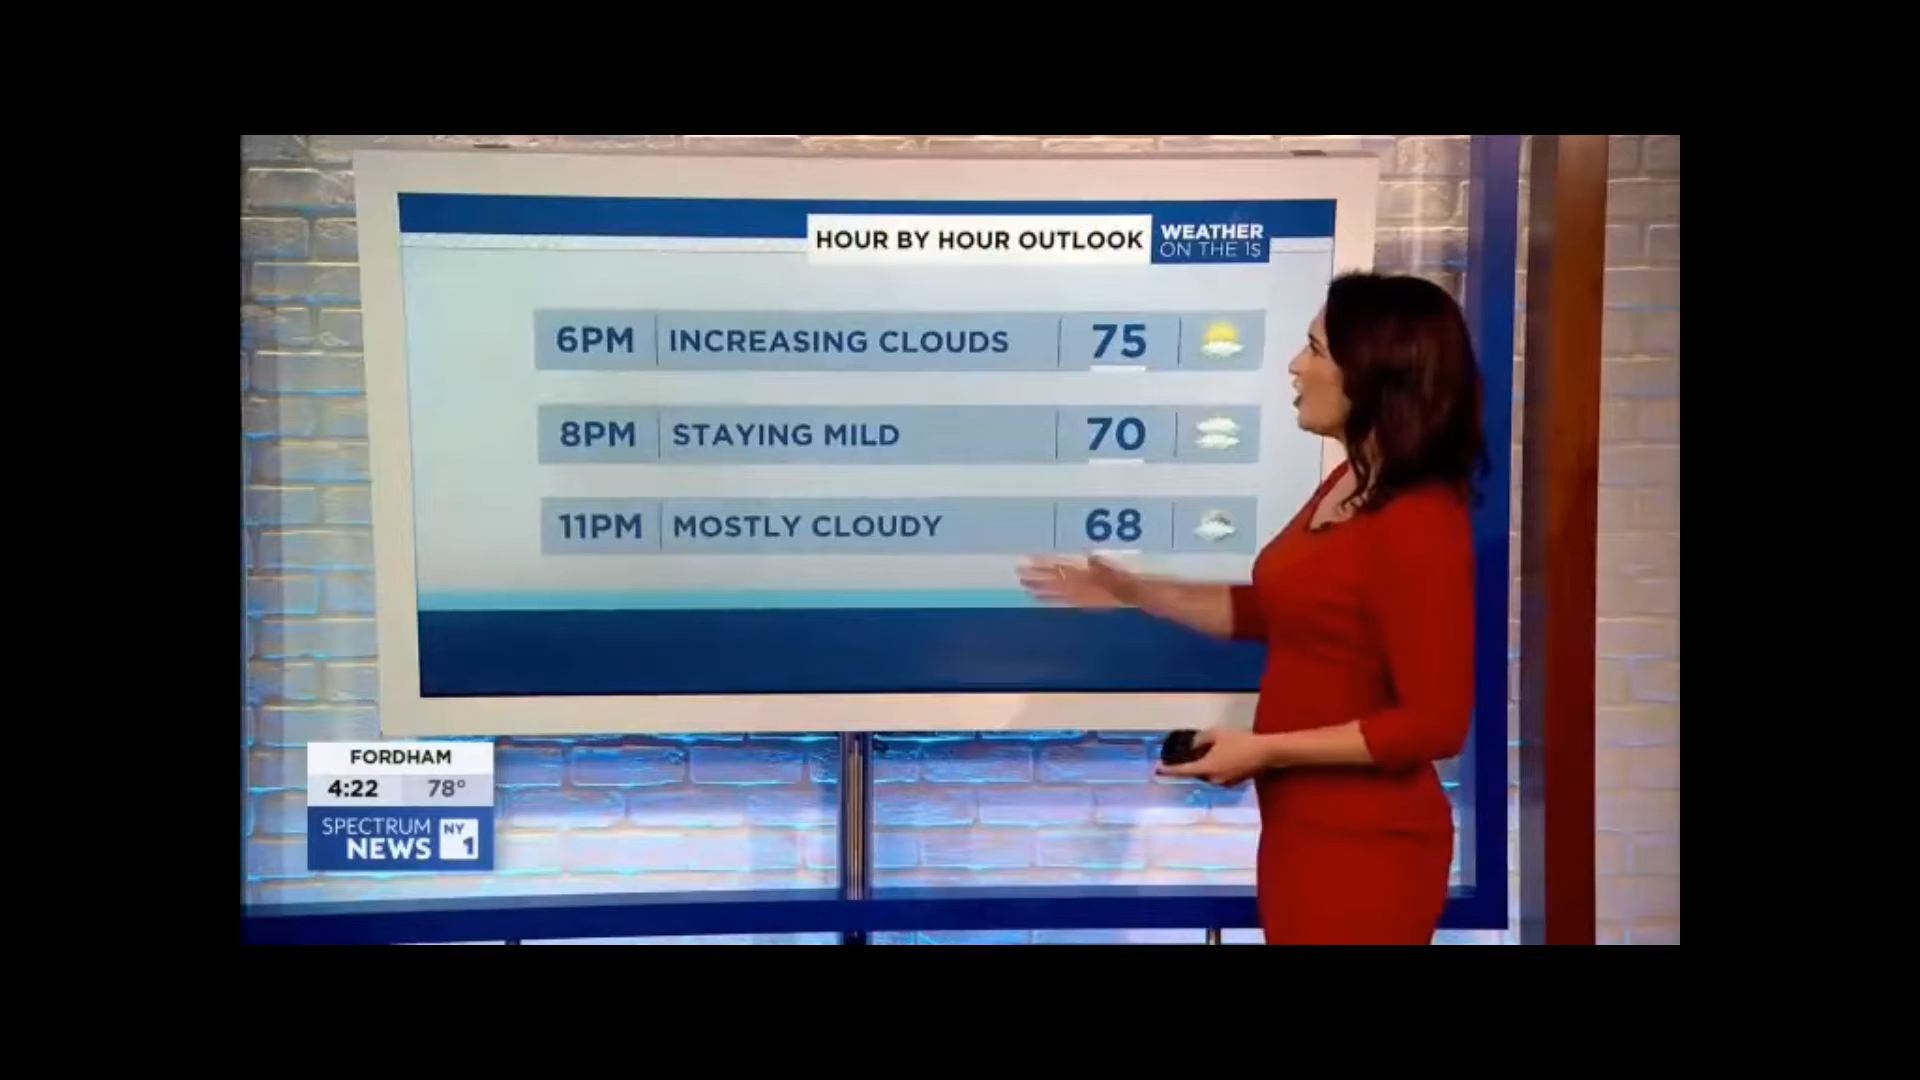 HOUR BY HOUR OUTLOOK
WEATHER
ON THE 1S
6PM INCREASING CLOUDS 75
8PM STAYING MILD 70
11PM MOSTLY CLOUDY 68
FORDHAM
4:22 78°
SPECTRUM
NEWS NY 1